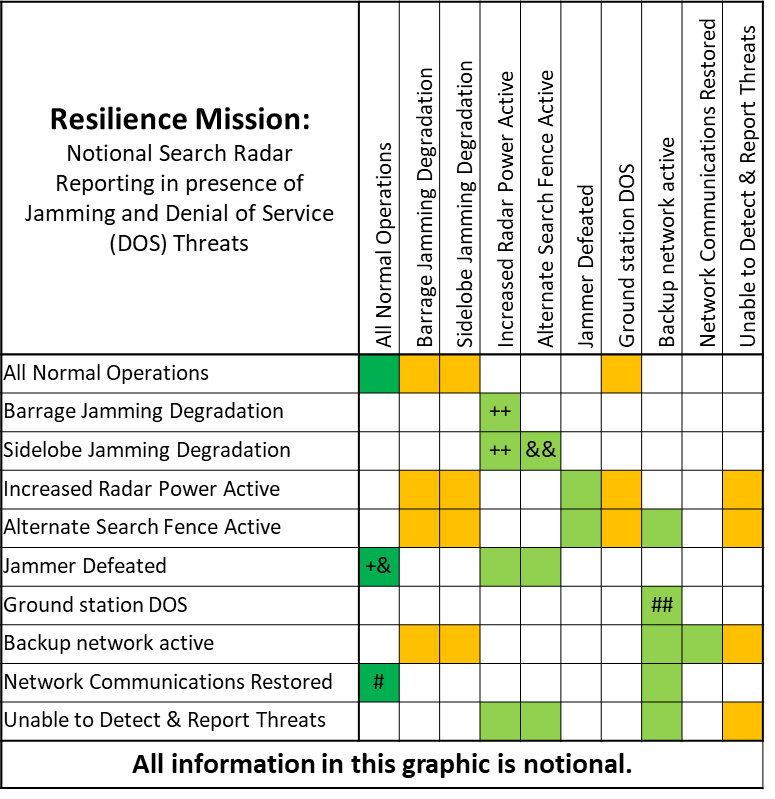 Resilience Mission:
Notional Search Radar
Reporting in presence of
Jamming and Denial of Service
(DOS) Threats
All Normal Operations
Barrage Jamming Degradation
Sidelobe Jamming Degradation
Increased Radar Power Active
Alternate Search Fence Active
Jammer Defeated
Ground station DOS
Backup network active
Network Communications Restored
Unable to Detect & Report Threats
All Normal Operations
Barrage Jamming Degradation ++
Sidelobe Jamming Degradation ++ &&
Increased Radar Power Active
Alternate Search Fence Active
Jammer Defeated +&
Ground station DOS ##
Backup network active
Network Communications Restored #
Unable to Detect & Report Threats
All information in this graphic is notional.